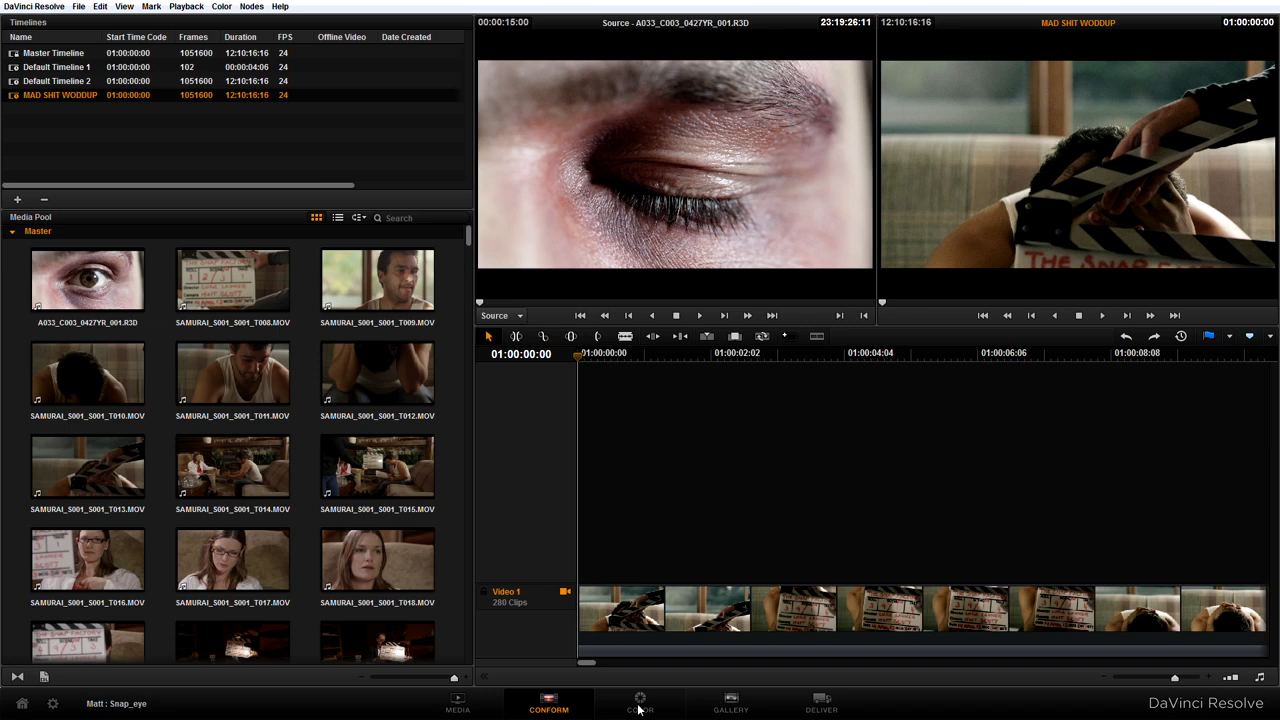 DaVinci Resolve File Edit View Mark Playback Color Nodes Help
Timelines
Name Start Time Code Frames Duration FPS Offline Video Date Created
Master Timeline 01:00:00:00 1051600 12:10:16:16 24
Default Timeline 1 01:00:00:00 102 00:00:04:06 24
Default Timeline 2 01:00:00:00 1051600 12:10:16:16 24
MAD SHIT WODDUP 01:00:00:00 1051600 12:10:16:16 24
00:00:15:00 Source - A033_C003_0427YR_001.R3D 23:19:26:11
12:10:16:16 MAD SHIT WODDUP 01:00:00:00
THE SNAP FACTORY
Media Pool Search
Master
A033_C003_0427YR_001.R3D SAMURAI_S001_S001_T008.MOV SAMURAI_S001_S001_T009.MOV
SAMURAI_S001_S001_T010.MOV SAMURAI_S001_S001_T011.MOV SAMURAI_S001_S001_T012.MOV
SAMURAI_S001_S001_T013.MOV SAMURAI_S001_S001_T014.MOV SAMURAI_S001_S001_T015.MOV
SAMURAI_S001_S001_T016.MOV SAMURAI_S001_S001_T017.MOV SAMURAI_S001_S001_T018.MOV
Source
01:00:00:00 01:00:00:00 01:00:02:02 01:00:04:04 01:00:06:06 01:00:08:08
Video 1
280 Clips
Matt : Snap_eye
MEDIA CONFORM COLOR GALLERY DELIVER
DaVinci Resolve